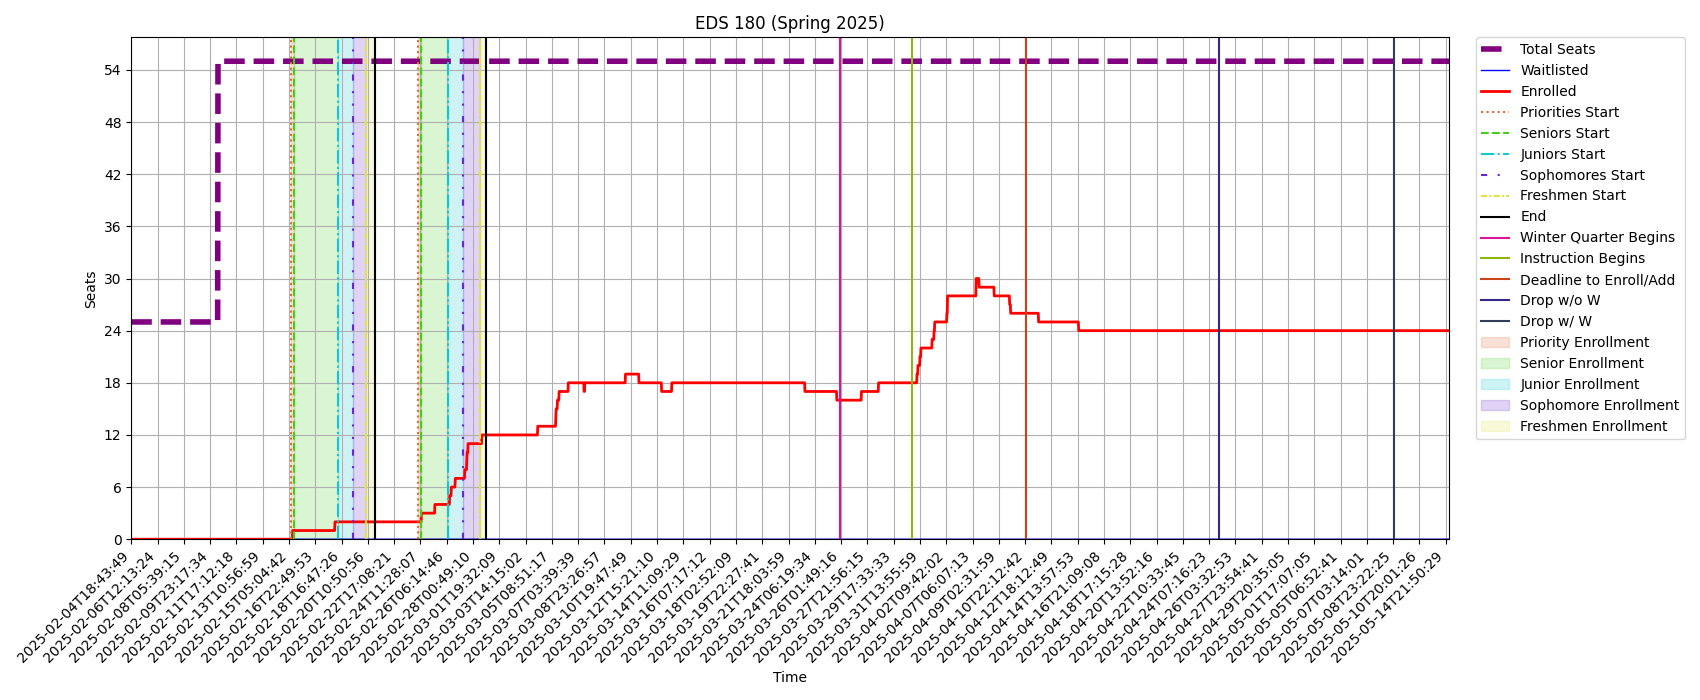 EDS 180 (Spring 2025)
Seats
54
48
42
36
30
24
18
12
6
0
2025-02-04T18:43:49
2025-02-06T12:13:24
2025-02-08T05:39:15
2025-02-09T23:17:34
2025-02-11T17:12:18
2025-02-13T10:56:59
2025-02-15T05:04:42
2025-02-16T22:49:53
2025-02-18T16:47:26
2025-02-20T10:50:56
2025-02-22T17:08:21
2025-02-24T11:28:07
2025-02-26T06:14:46
2025-02-28T00:49:10
2025-03-01T19:32:09
2025-03-03T14:15:02
2025-03-05T08:51:17
2025-03-07T03:39:39
2025-03-08T23:26:57
2025-03-10T19:47:49
2025-03-12T15:21:10
2025-03-14T11:09:29
2025-03-16T07:17:12
2025-03-18T02:52:09
2025-03-19T22:27:41
2025-03-21T18:03:59
2025-03-24T06:19:34
2025-03-26T01:49:16
2025-03-27T21:56:15
2025-03-29T17:33:33
2025-03-31T13:55:59
2025-04-02T09:42:02
2025-04-07T06:07:13
2025-04-09T02:31:59
2025-04-10T22:12:42
2025-04-12T18:12:49
2025-04-14T13:57:53
2025-04-16T21:09:08
2025-04-18T17:15:28
2025-04-20T13:52:16
2025-04-22T10:33:45
2025-04-24T07:16:23
2025-04-26T03:32:53
2025-04-27T23:54:41
2025-04-29T20:35:05
2025-05-01T17:07:05
2025-05-05T06:52:41
2025-05-07T03:14:01
2025-05-08T23:22:25
2025-05-10T20:01:26
2025-05-14T21:50:29
Time
Total Seats
Waitlisted
Enrolled
Priorities Start
Seniors Start
Juniors Start
Sophomores Start
Freshmen Start
End
Winter Quarter Begins
Instruction Begins
Deadline to Enroll/Add
Drop w/o W
Drop w/ W
Priority Enrollment
Senior Enrollment
Junior Enrollment
Sophomore Enrollment
Freshmen Enrollment